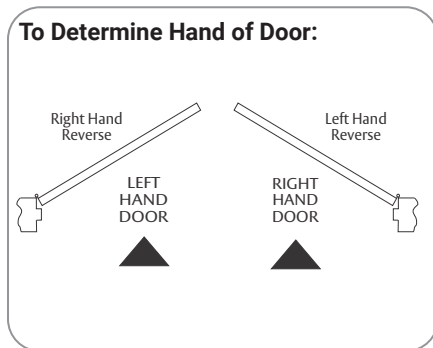 To Determine Hand of Door:
Right Hand
Reverse
Left Hand
Reverse
LEFT
HAND
DOOR
RIGHT
HAND
DOOR